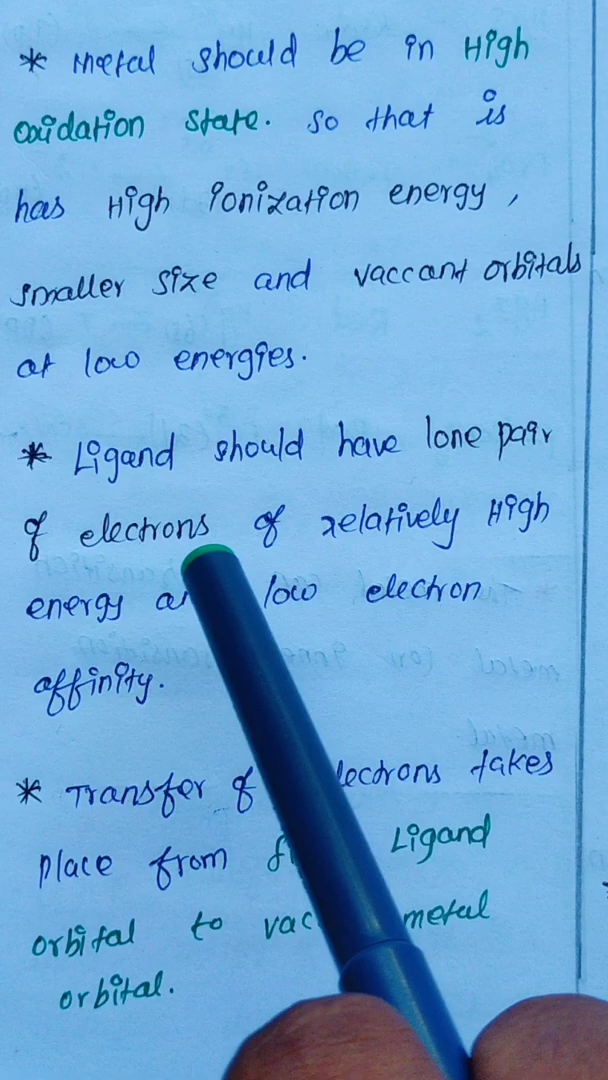 * Metal should be in High
oxidation state. so that is
has High ionization energy,
smaller size and vaccant orbitals
at low energies.
* Ligand should have lone pair
of electrons of relatively High
energy low electron
affinity.
* Transfer of lectrons takes
place from Ligand
orbital to vac metal
orbital.